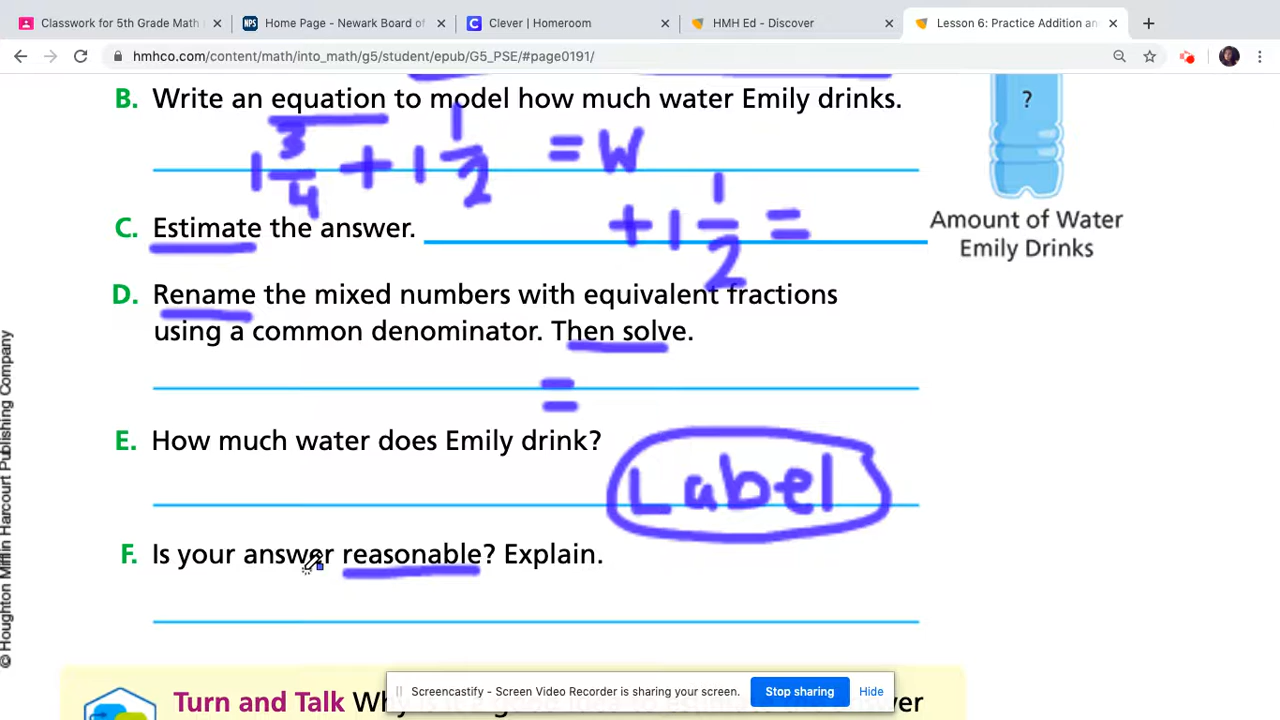 Classwork for 5th Grade Math
NPS Home Page - Newark Board of
C Clever | Homeroom
HMH Ed - Discover
Lesson 6: Practice Addition an
hmhco.com/content/math/into_math/g5/student/epub/G5_PSE/#page0191/
B. Write an equation to model how much water Emily drinks.
1 3/4 + 1 1/2 = W
?
Amount of Water
Emily Drinks
C. Estimate the answer.
+ 1 1/2 =
D. Rename the mixed numbers with equivalent fractions
using a common denominator. Then solve.
=
E. How much water does Emily drink?
Label
F. Is your answer reasonable? Explain.
© Houghton Mifflin Harcourt Publishing Company
Turn and Talk
Screencastify - Screen Video Recorder is sharing your screen.
Stop sharing
Hide